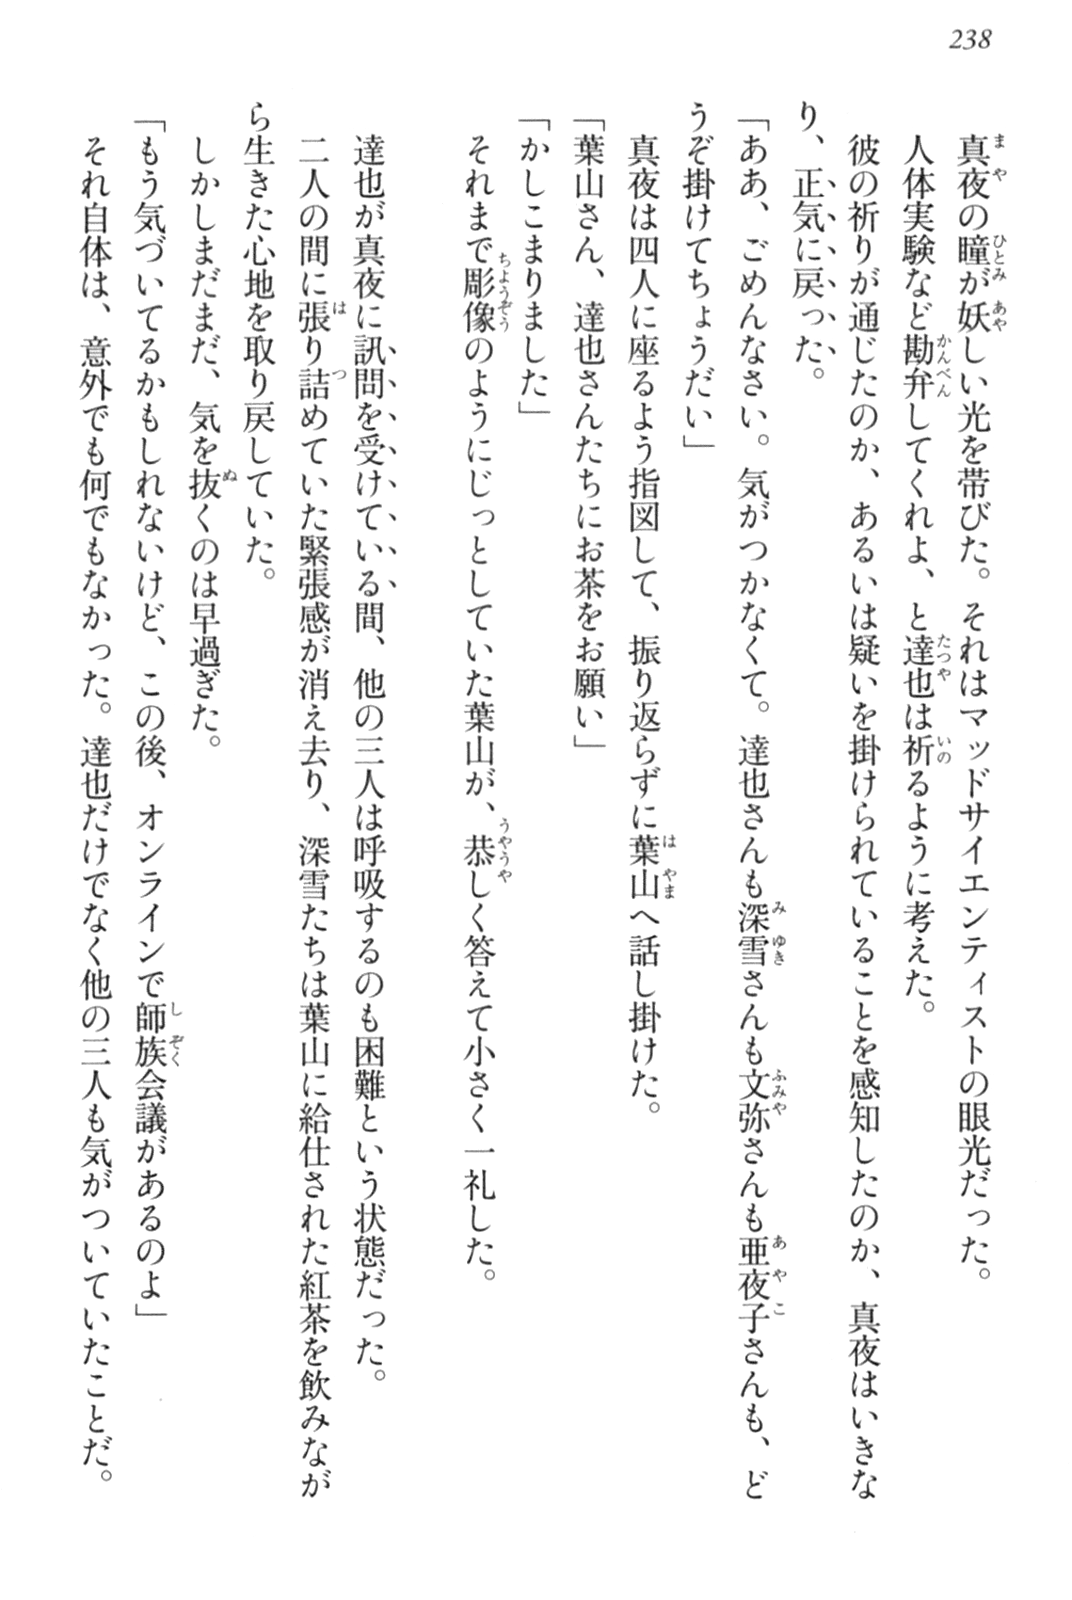 238
真夜の瞳が妖しい光を帯びた。それはマッドサイエンティストの眼光だった。
人体実験など勘弁してくれよ、と達也は祈るように考えた。
彼の祈りが通じたのか、あるいは疑いを掛けられていることを感知したのか、真夜はいきな
り、正気に戻った。
「ああ、ごめんなさい。気がつかなくて。達也さんも深雪さんも文弥さんも亜夜子さんも、ど
うぞ掛けてちょうだい」
真夜は四人に座るよう指図して、振り返らずに葉山へ話し掛けた。
「葉山さん、達也さんたちにお茶をお願い」
「かしこまりました」
それまで彫像のようにじっとしていた葉山が、恭しく答えて小さく一礼した。
達也が真夜に訊問を受けている間、他の三人は呼吸するのも困難という状態だった。
二人の間に張り詰めていた緊張感が消え去り、深雪たちは葉山に給仕された紅茶を飲みなが
ら生きた心地を取り戻していた。
しかしまだまだ、気を抜くのは早過ぎた。
「もう気づいてるかもしれないけど、この後、オンラインで師族会議があるのよ」
それ自体は、意外でも何でもなかった。達也だけでなく他の三人も気がついていたことだ。